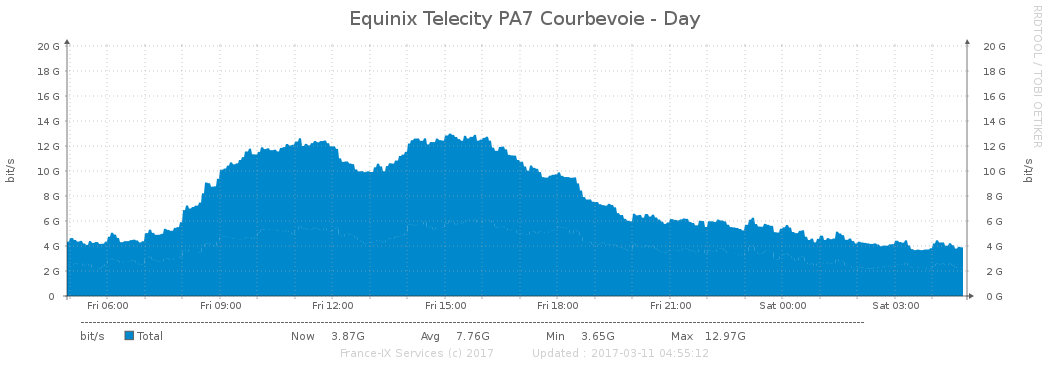 Equinix Telecity PA7 Courbevoie - Day
RRDTOOL / TOBI OETIKER
bit/s
20 G
18 G
16 G
14 G
12 G
10 G
8 G
6 G
4 G
2 G
0
20 G
18 G
16 G
14 G
12 G
10 G
8 G
6 G
4 G
2 G
0 G
bit/s
Fri 06:00 Fri 09:00 Fri 12:00 Fri 15:00 Fri 18:00 Fri 21:00 Sat 00:00 Sat 03:00
bit/s Total Now 3.87G Avg 7.76G Min 3.65G Max 12.97G
France-IX Services (c) 2017 Updated : 2017-03-11 04:55:12